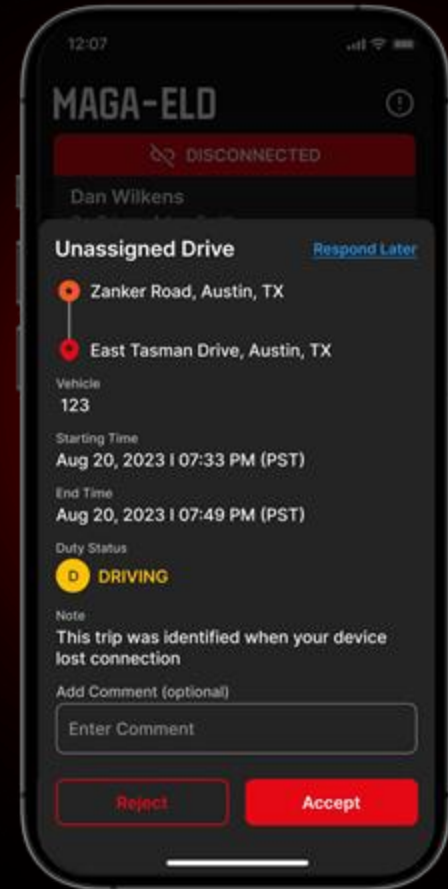 12:07
MAGA-ELD
DISCONNECTED
Dan Wilkens
Unassigned Drive Respond Later
Zanker Road, Austin, TX
East Tasman Drive, Austin, TX
Vehicle
123
Starting Time
Aug 20, 2023 I 07:33 PM (PST)
End Time
Aug 20, 2023 I 07:49 PM (PST)
Duty Status
D DRIVING
Note
This trip was identified when your device
lost connection
Add Comment (optional)
Enter Comment
Reject Accept